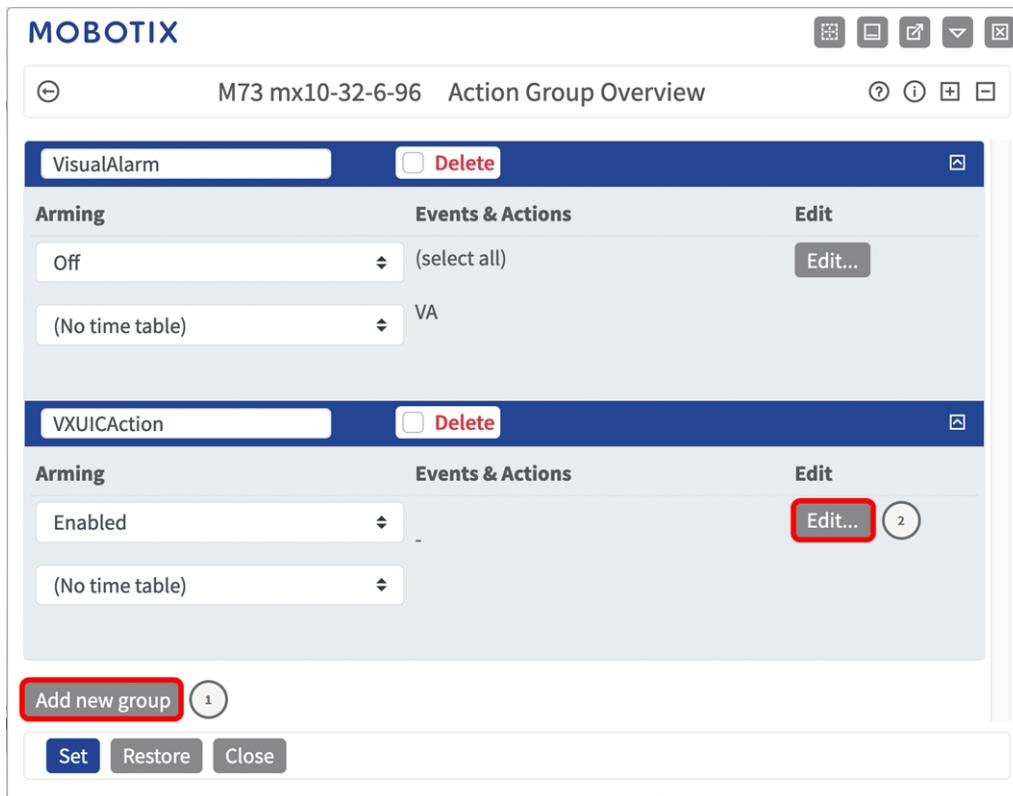 MOBOTIX
M73 mx10-32-6-96 Action Group Overview
VisualAlarm Delete
Arming Events & Actions Edit
Off (select all) Edit...
(No time table) VA
VXUICAction Delete
Arming Events & Actions Edit
Enabled - Edit... 2
(No time table)
Add new group 1
Set Restore Close